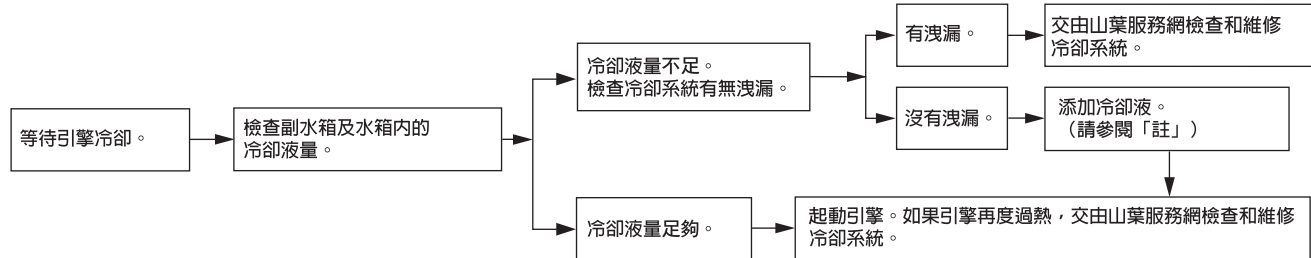 等待引擎冷卻。
檢查副水箱及水箱內的
冷卻液量。
冷卻液量不足。
檢查冷卻系統有無洩漏。
有洩漏。
交由山葉服務網檢查和維修
冷卻系統。
沒有洩漏。
添加冷卻液。
（請參閱「註」）
冷卻液量足夠。
起動引擎。如果引擎再度過熱，交由山葉服務網檢查和維修
冷卻系統。